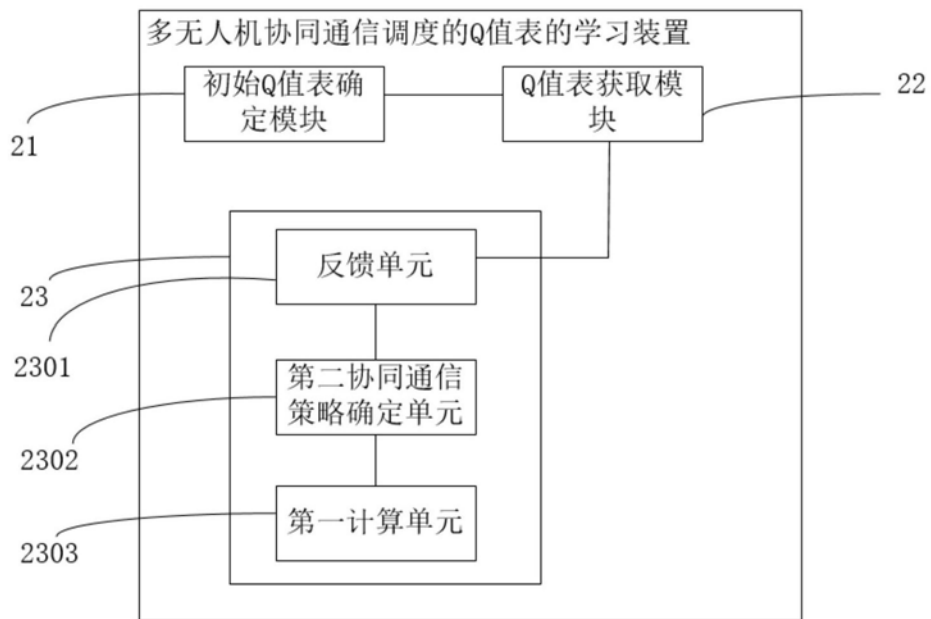 多无人机协同通信调度的Q值表的学习装置
初始Q值表确
定模块
Q值表获取模
块
22
21
反馈单元
23
2301
第二协同通信
策略确定单元
2302
第一计算单元
2303